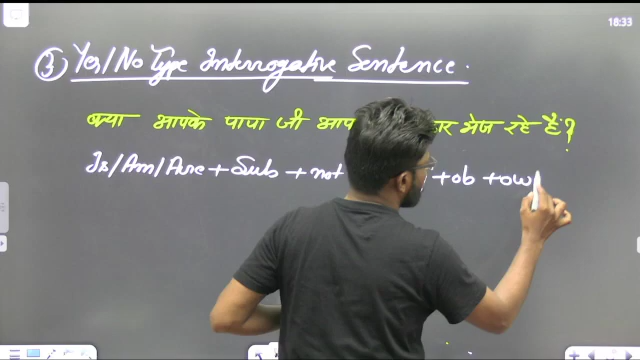 18:33
③ Yes/No Type Interrogative Sentence.
क्या आपके पापा जी आप रहे हैं?
Is/Am/Are + Sub + not + ob + ow